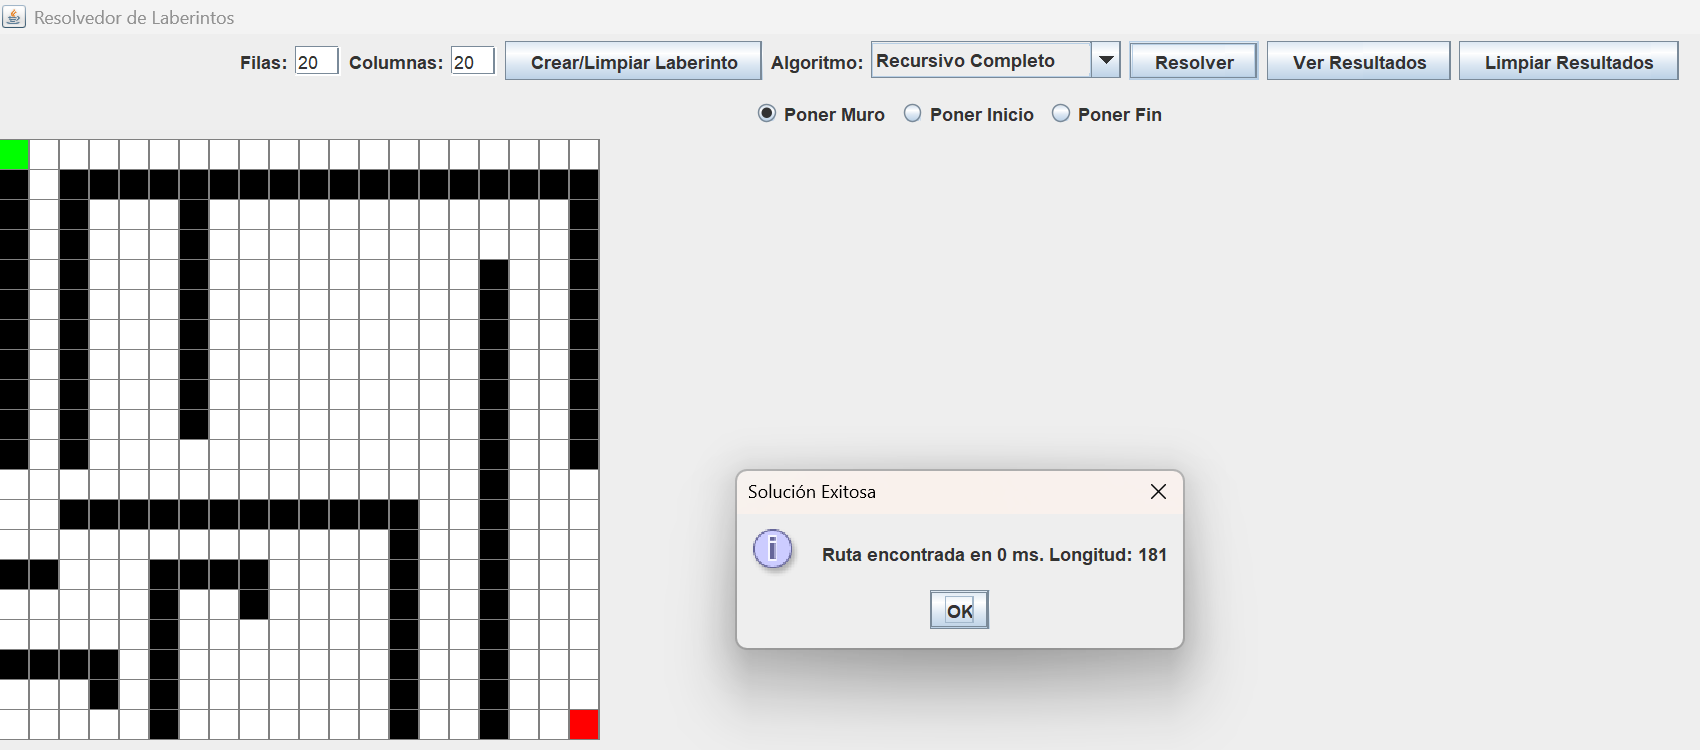 Resolvedor de Laberintos
Filas: 20 Columnas: 20 Crear/Limpiar Laberinto Algoritmo: Recursivo Completo Resolver Ver Resultados Limpiar Resultados
Poner Muro Poner Inicio Poner Fin
Solución Exitosa
Ruta encontrada en 0 ms. Longitud: 181
OK